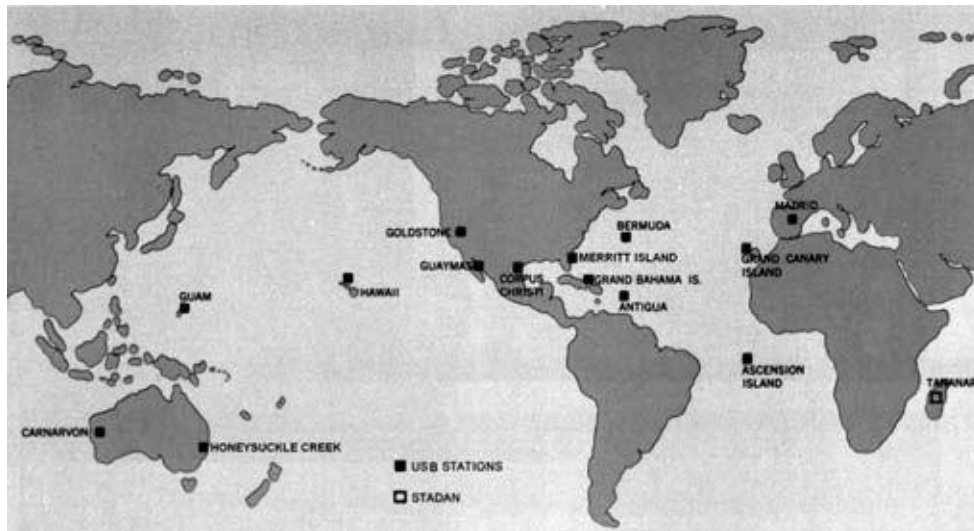 MADRID
BERMUDA
GOLDSTONE
GRAND CANARY
ISLAND
MERRITT ISLAND
GUAYMAS
CORPUS
CHRISTI
GRAND BAHAMA IS.
HAWAII
GUAM
ANTIGUA
ASCENSION
ISLAND
TANANAR
CARNARVON
HONEYSUCKLE CREEK
USB STATIONS
STADAN